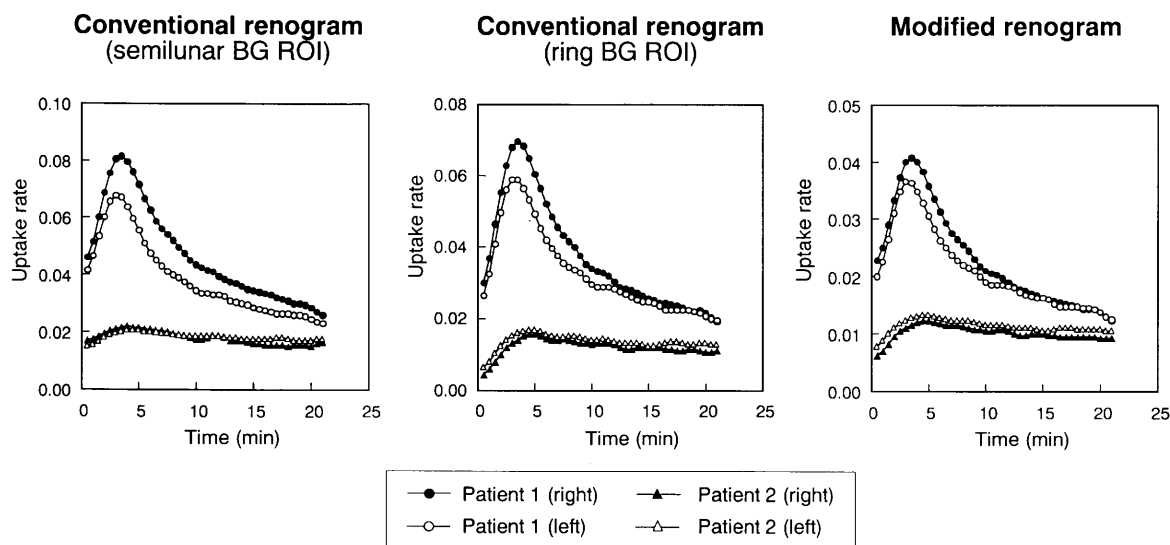 Conventional renogram
(semilunar BG ROI)
Conventional renogram
(ring BG ROI)
Modified renogram
Uptake rate
0.10
0.08
0.06
0.04
0.02
0.00
0 5 10 15 20 25
Time (min)
Uptake rate
0.08
0.06
0.04
0.02
0.00
0 5 10 15 20 25
Time (min)
Uptake rate
0.05
0.04
0.03
0.02
0.01
0.00
0 5 10 15 20 25
Time (min)
Patient 1 (right) Patient 2 (right)
Patient 1 (left) Patient 2 (left)